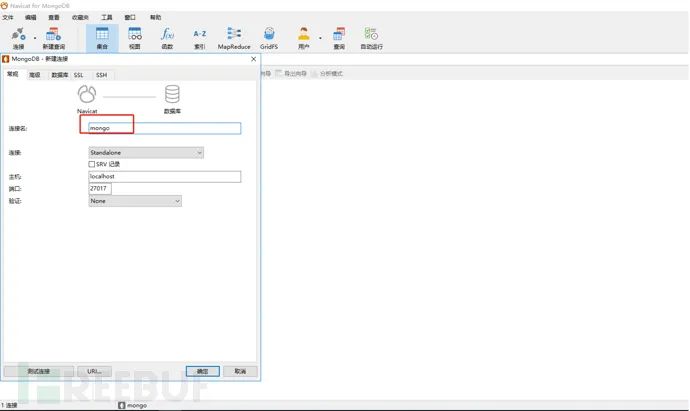 Navicat for MongoDB
文件 编辑 查看 收藏夹 工具 窗口 帮助
连接 新建查询 集合 视图 函数 索引 MapReduce GridFS 用户 查询 自动运行
f(x) A-Z
MongoDB - 新建连接
导出向导 分析模式
常规 高级 数据库 SSL SSH
Navicat 数据库
连接名: mongo
连接: Standalone
SRV 记录
主机: localhost
端口: 27017
验证: None
测试连接 URI... 确定 取消
REEBUF
1 连接 mongo